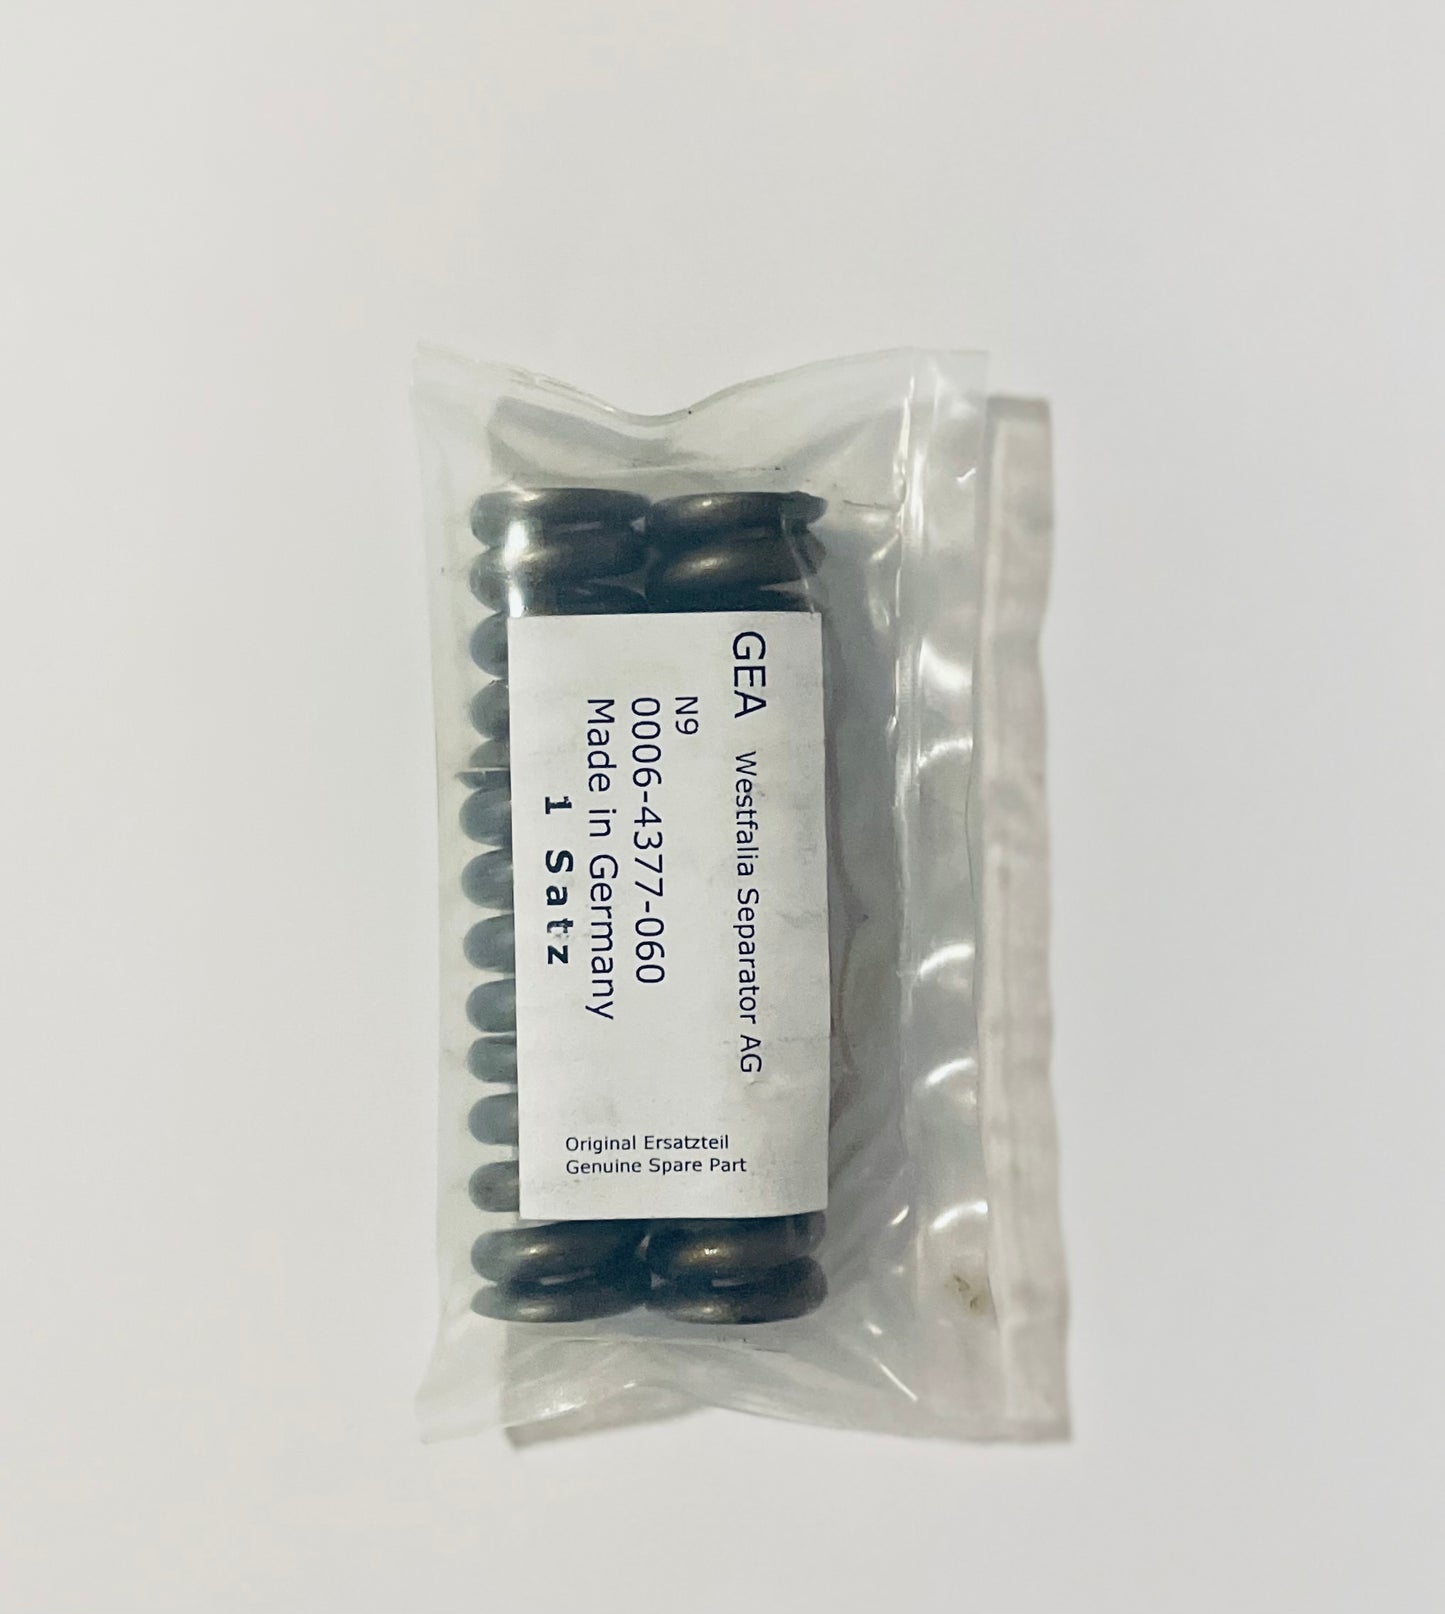 GEA Westfalia Separator AG
N9
0006-4377-060
Made in Germany
1 Satz
Original Ersatzteil
Genuine Spare Part